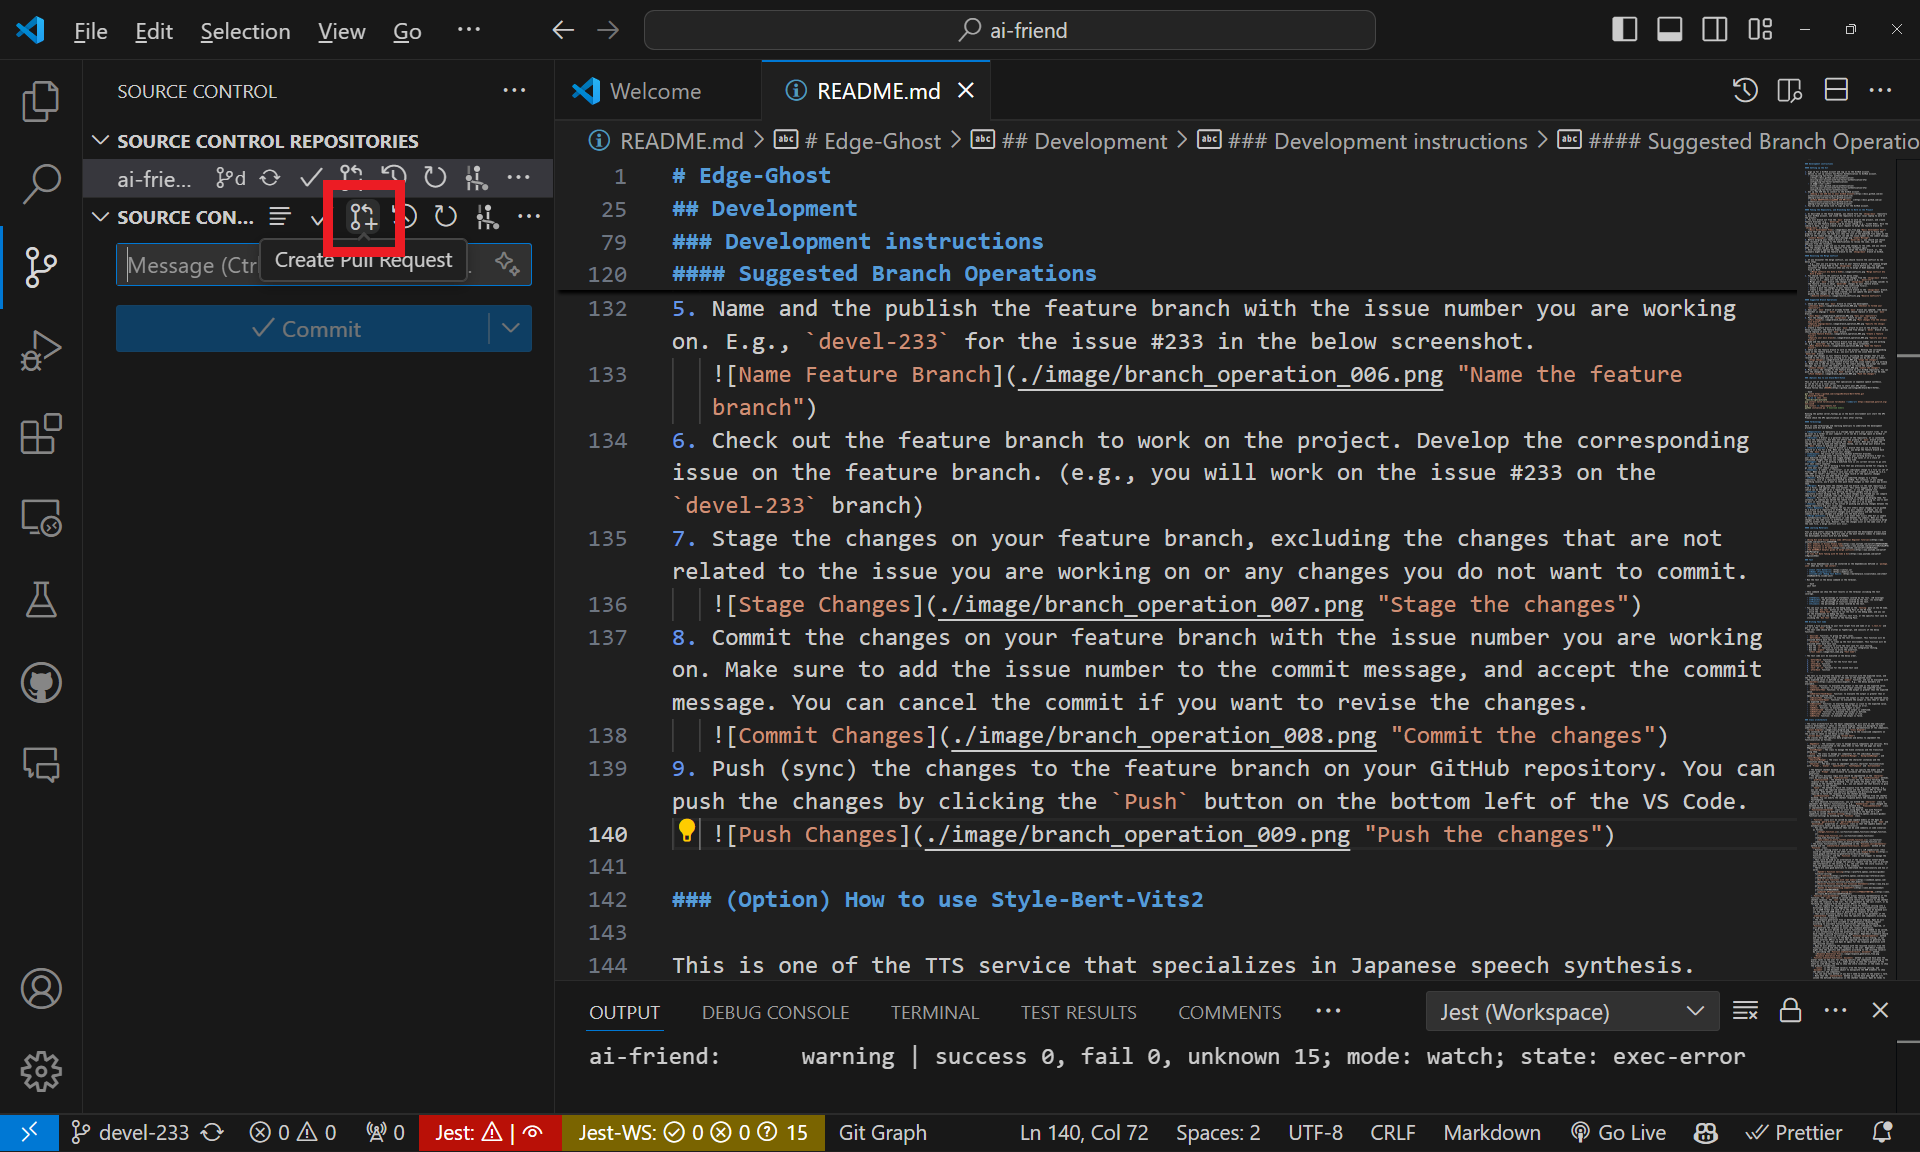 File Edit Selection View Go ... ai-friend
SOURCE CONTROL ...
SOURCE CONTROL REPOSITORIES
ai-frie... d ...
SOURCE CON... ...
Message (Ctr
Create Pull Request
Commit
Welcome README.md
README.md > # Edge-Ghost > ## Development > ### Development instructions > #### Suggested Branch Operatio
1 # Edge-Ghost
25 ## Development
79 ### Development instructions
120 #### Suggested Branch Operations
132 5. Name and the publish the feature branch with the issue number you are working
on. E.g., `devel-233` for the issue #233 in the below screenshot.
133 ![Name Feature Branch](./image/branch_operation_006.png "Name the feature
branch")
134 6. Check out the feature branch to work on the project. Develop the corresponding
issue on the feature branch. (e.g., you will work on the issue #233 on the
`devel-233` branch)
135 7. Stage the changes on your feature branch, excluding the changes that are not
related to the issue you are working on or any changes you do not want to commit.
136 ![Stage Changes](./image/branch_operation_007.png "Stage the changes")
137 8. Commit the changes on your feature branch with the issue number you are working
on. Make sure to add the issue number to the commit message, and accept the commit
message. You can cancel the commit if you want to revise the changes.
138 ![Commit Changes](./image/branch_operation_008.png "Commit the changes")
139 9. Push (sync) the changes to the feature branch on your GitHub repository. You can
push the changes by clicking the `Push` button on the bottom left of the VS Code.
140 ![Push Changes](./image/branch_operation_009.png "Push the changes")
141
142 ### (Option) How to use Style-Bert-Vits2
143
144 This is one of the TTS service that specializes in Japanese speech synthesis.
OUTPUT DEBUG CONSOLE TERMINAL TEST RESULTS COMMENTS ... Jest (Workspace) ...
ai-friend: warning | success 0, fail 0, unknown 15; mode: watch; state: exec-error
devel-233 0 0 0 Jest: | Jest-WS: 0 0 15 Git Graph Ln 140, Col 72 Spaces: 2 UTF-8 CRLF Markdown Go Live Prettier